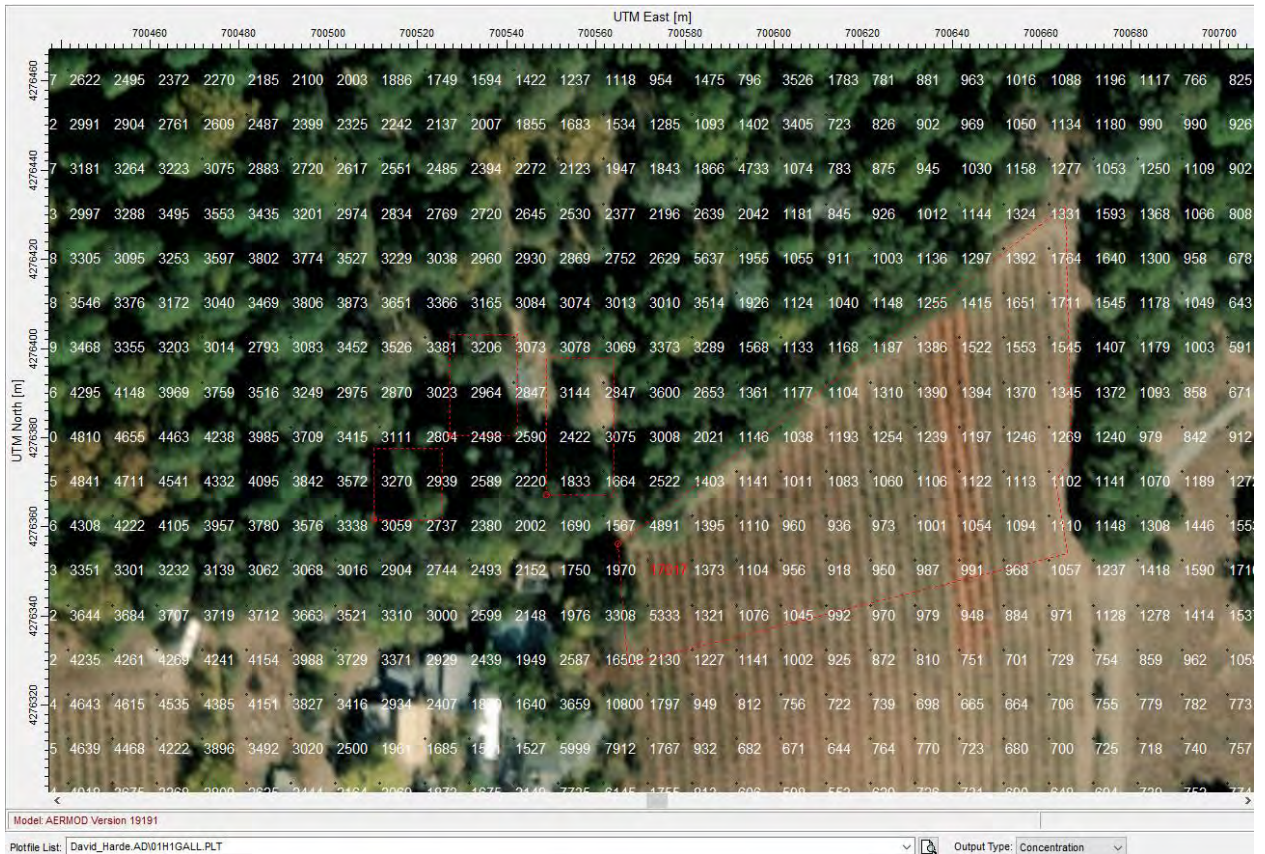 UTM East [m]
700460 700480 700500 700520 700540 700560 700580 700600 700620 700640 700660 700680 700700
4276460
7 2622 2495 2372 2270 2185 2100 2003 1886 1749 1594 1422 1237 1118 954 1475 796 3526 1783 781 881 963 1016 1088 1196 1117 766 825
2 2991 2904 2761 2609 2487 2399 2325 2242 2137 2007 1855 1683 1534 1285 1093 1402 3405 723 826 902 969 1050 1134 1180 990 990 926
4276440
7 3181 3264 3223 3075 2883 2720 2617 2551 2485 2394 2272 2123 1947 1843 1866 4733 1074 783 875 945 1030 1158 1277 1053 1250 1109 902
3 2997 3288 3495 3553 3435 3201 2974 2834 2769 2720 2645 2530 2377 2196 2639 2042 1181 845 926 1012 1144 1324 1331 1593 1368 1066 808
4276420
8 3305 3095 3253 3597 3802 3774 3527 3229 3038 2960 2930 2869 2752 2629 5637 1955 1055 911 1003 1136 1297 1392 1764 1640 1300 958 678
8 3546 3376 3172 3040 3469 3806 3873 3651 3366 3165 3084 3074 3013 3010 3514 1926 1124 1040 1148 1255 1415 1651 1711 1545 1178 1049 643
4276400
9 3468 3355 3203 3014 2793 3083 3452 3526 3381 3206 3073 3078 3069 3373 3289 1568 1133 1168 1187 1386 1522 1553 1545 1407 1179 1003 591
6 4295 4148 3969 3759 3516 3249 2975 2870 3023 2964 2847 3144 2847 3600 2653 1361 1177 1104 1310 1390 1394 1370 1345 1372 1093 858 671
UTM North [m]
4276380
0 4810 4655 4463 4238 3985 3709 3415 3111 2804 2498 2590 2422 3075 3008 2021 1146 1038 1193 1254 1239 1197 1246 1269 1240 979 842 912
5 4841 4711 4541 4332 4095 3842 3572 3270 2939 2589 2220 1833 1664 2522 1403 1141 1011 1083 1060 1106 1122 1113 1102 1141 1070 1189 1272
4276360
6 4308 4222 4105 3957 3780 3576 3338 3059 2737 2380 2002 1690 1567 4891 1395 1110 960 936 973 1001 1054 1094 1110 1148 1308 1446
3 3351 3301 3232 3139 3062 3068 3016 2904 2744 2493 2152 1750 1970 17617 1373 1104 956 918 950 987 991 968 1057 1237 1418 1590
4276340
2 3644 3684 3707 3719 3712 3663 3521 3310 3000 2599 2148 1976 3308 5333 1321 1076 1045 992 970 979 948 884 971 1128 1278 1414
2 4235 4261 4269 4241 4154 3988 3729 3371 2929 2439 1949 2587 16508 2130 1227 1141 1002 925 872 810 751 701 729 754 859 962
4276320
4 4643 4615 4535 4385 4151 3827 3416 2934 2407 1640 3659 10800 1797 949 812 756 722 739 698 665 664 706 755 779 782 773
5 4639 4468 4222 3896 3492 3020 2500 1961 1685 1527 5999 7912 1767 932 682 671 644 764 770 723 680 700 725 718 740 757
Model: AERMOD Version 19191
Plotfile List: David_Harde.AD\01H1GALL.PLT Output Type: Concentration